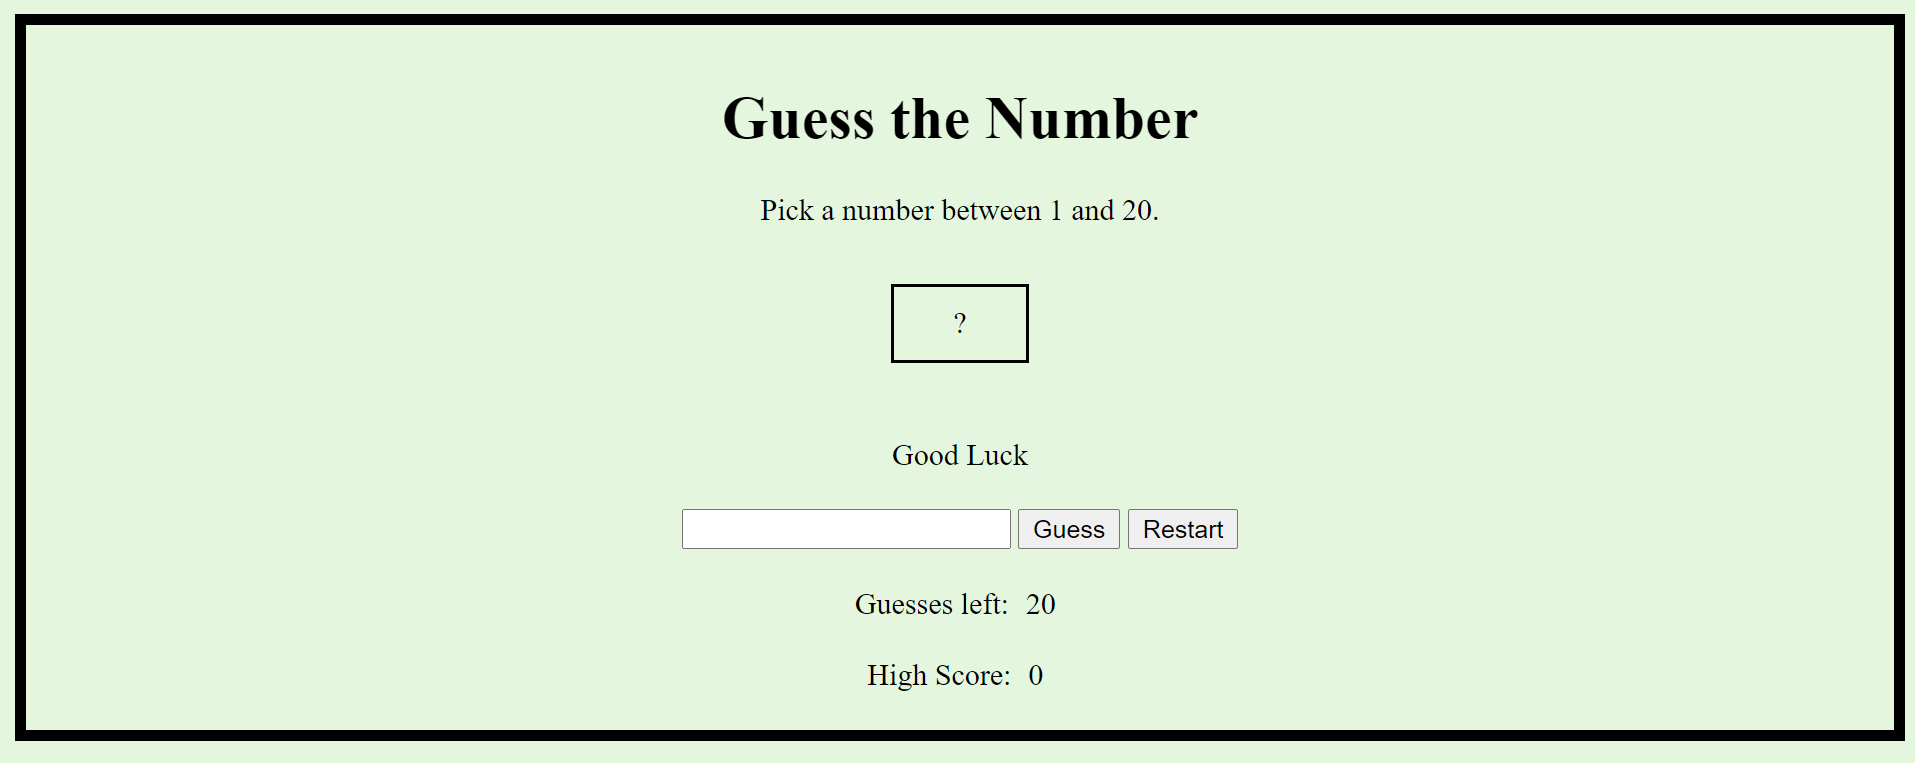 Guess the Number
Pick a number between 1 and 20.
?
Good Luck
Guess Restart
Guesses left: 20
High Score: 0